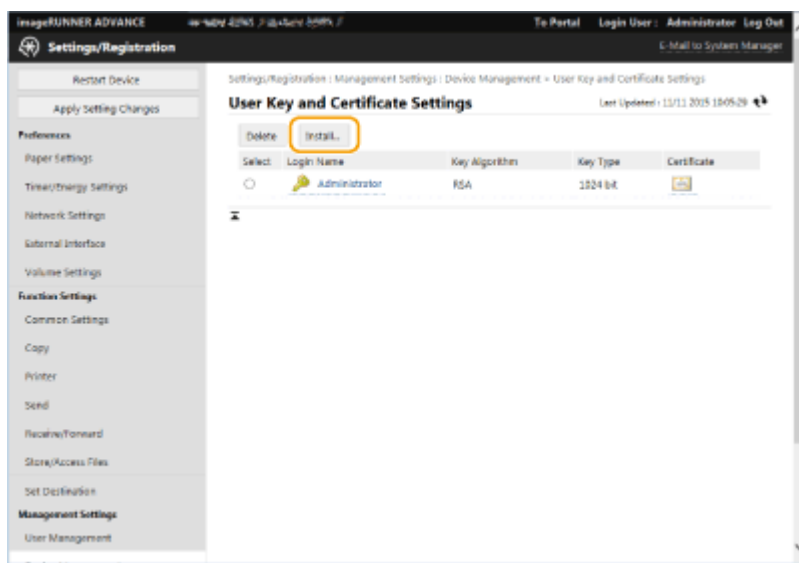 imageRUNNER ADVANCE
To Portal Login User : Administrator Log Out
Settings/Registration
E-Mail to System Manager
Restart Device
Apply Setting Changes
Preferences
Paper Settings
Timer/Energy Settings
Network Settings
External Interface
Volume Settings
Function Settings
Common Settings
Copy
Printer
Send
Receive/Forward
Store/Access Files
Set Destination
Management Settings
User Management
Settings/Registration : Management Settings : Device Management > User Key and Certificate Settings
User Key and Certificate Settings
Last Updated : 11/11 2015 10:05:29
Delete Install...
Select Login Name Key Algorithm Key Type Certificate
Administrator RSA 1024 bit